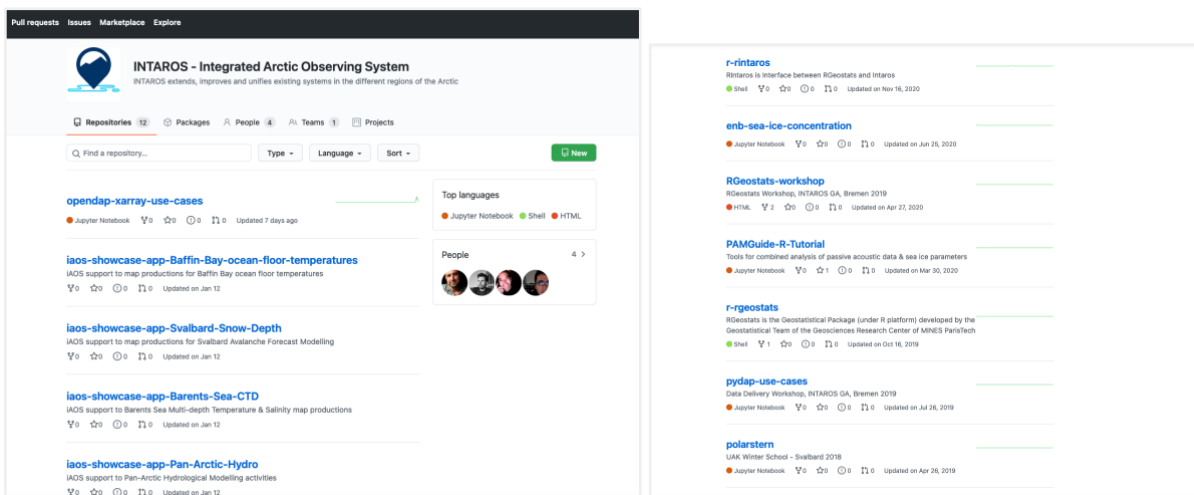 Pull requests Issues Marketplace Explore
INTAROS - Integrated Arctic Observing System
INTAROS extends, improves and unifies existing systems in the different regions of the Arctic
Repositories 12 Packages People 4 Teams 1 Projects
Find a repository... Type Language Sort New
opendap-xarray-use-cases
Jupyter Notebook 0 0 0 0 Updated 7 days ago
iaos-showcase-app-Baffin-Bay-ocean-floor-temperatures
iAOS support to map productions for Baffin Bay ocean floor temperatures
0 0 0 0 Updated on Jan 12
iaos-showcase-app-Svalbard-Snow-Depth
iAOS support to map productions for Svalbard Avalanche Forecast Modelling
0 0 0 0 Updated on Jan 12
iaos-showcase-app-Barents-Sea-CTD
iAOS support to Barents Sea Multi-depth Temperature & Salinity map productions
0 0 0 0 Updated on Jan 12
iaos-showcase-app-Pan-Arctic-Hydro
iAOS support to Pan-Arctic Hydrological Modelling activities
0 0 0 0 Updated on Jan 12
Top languages
Jupyter Notebook Shell HTML
People 4 >
r-rintaros
RIntaros is interface between RGeostats and Intaros
Shell 0 0 0 0 Updated on Nov 16, 2020
enb-sea-ice-concentration
Jupyter Notebook 0 0 0 0 Updated on Jun 25, 2020
RGeostats-workshop
RGeostats Workshop, INTAROS GA, Bremen 2019
HTML 2 0 0 0 Updated on Apr 27, 2020
PAMGuide-R-Tutorial
Tools for combined analysis of passive acoustic data & sea ice parameters
Jupyter Notebook 0 1 0 0 Updated on Mar 30, 2020
r-rgeostats
RGeostats is the Geostatistical Package (under R platform) developed by the
Geostatistical Team of the Geosciences Research Center of MINES ParisTech
Shell 1 0 0 0 Updated on Oct 16, 2019
pydap-use-cases
Data Delivery Workshop, INTAROS GA, Bremen 2019
Jupyter Notebook 0 0 0 0 Updated on Jul 26, 2019
polarstern
UAK Winter School - Svalbard 2018
Jupyter Notebook 0 0 0 0 Updated on Apr 26, 2019